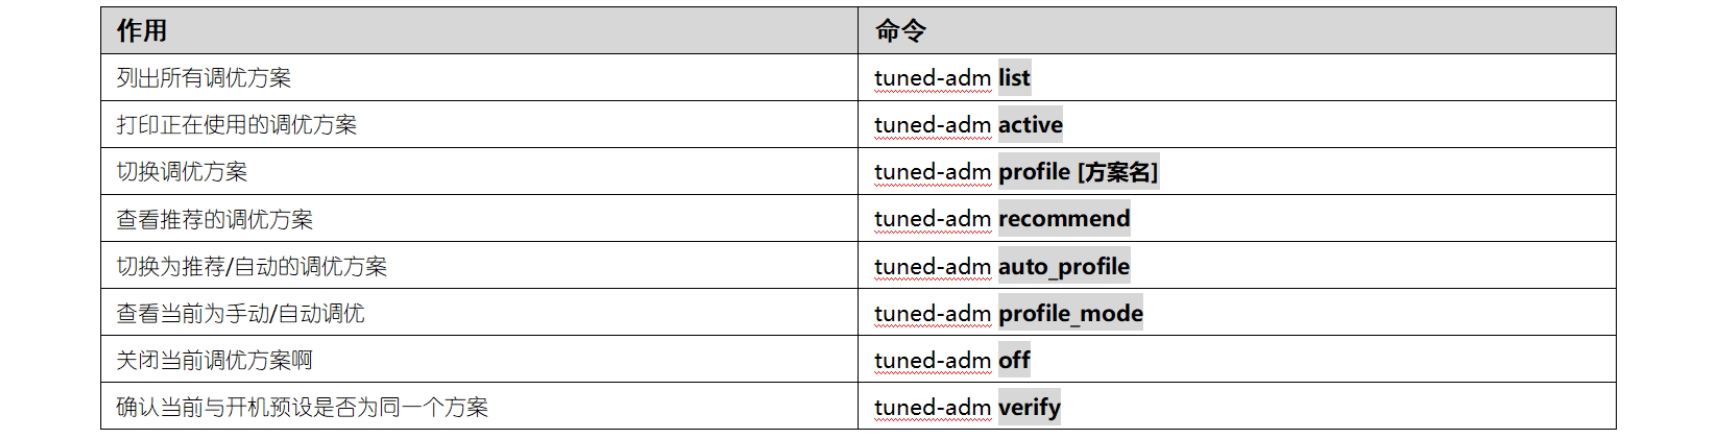 作用 命令
列出所有调优方案 tuned-adm list
打印正在使用的调优方案 tuned-adm active
切换调优方案 tuned-adm profile [方案名]
查看推荐的调优方案 tuned-adm recommend
切换为推荐/自动的调优方案 tuned-adm auto_profile
查看当前为手动/自动调优 tuned-adm profile_mode
关闭当前调优方案啊 tuned-adm off
确认当前与开机预设是否为同一个方案 tuned-adm verify